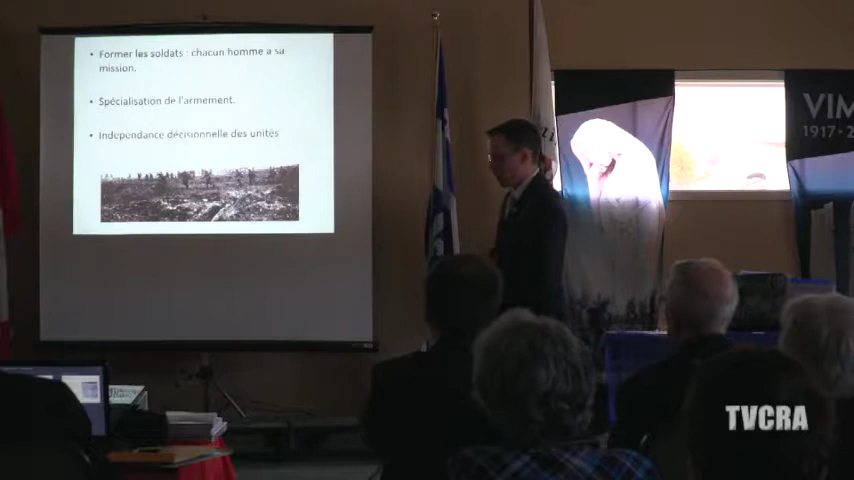 • Former les soldats : chacun homme a sa
mission.
• Spécialisation de l'armement.
• Indépendance décisionnelle des unités
VIM
1917 - 2
TVCRA